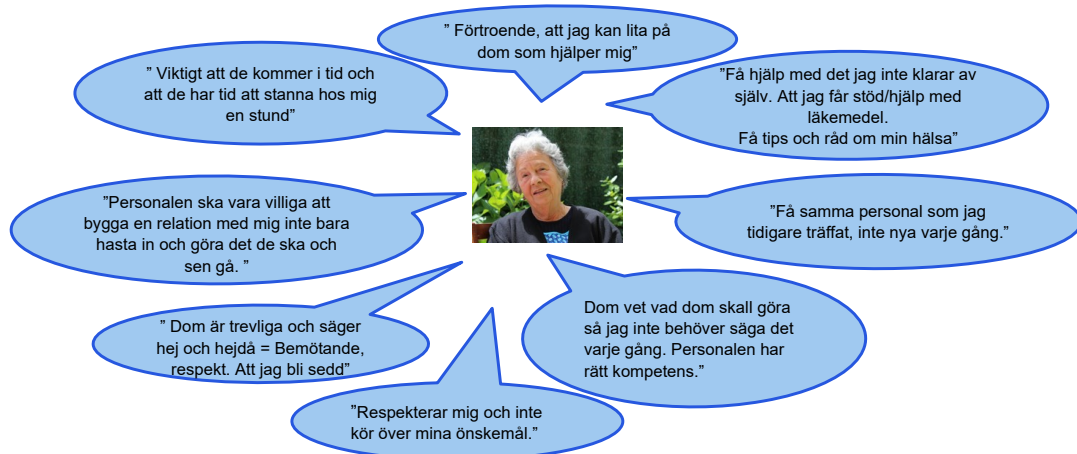 ” Förtroende, att jag kan lita på
dom som hjälper mig”
” Viktigt att de kommer i tid och
att de har tid att stanna hos mig
en stund”
”Få hjälp med det jag inte klarar av
själv. Att jag får stöd/hjälp med
läkemedel.
Få tips och råd om min hälsa”
”Personalen ska vara villiga att
bygga en relation med mig inte bara
hasta in och göra det de ska och
sen gå. ”
”Få samma personal som jag
tidigare träffat, inte nya varje gång.”
” Dom är trevliga och säger
hej och hejdå = Bemötande,
respekt. Att jag bli sedd”
Dom vet vad dom skall göra
så jag inte behöver säga det
varje gång. Personalen har
rätt kompetens.”
”Respekterar mig och inte
kör över mina önskemål.”